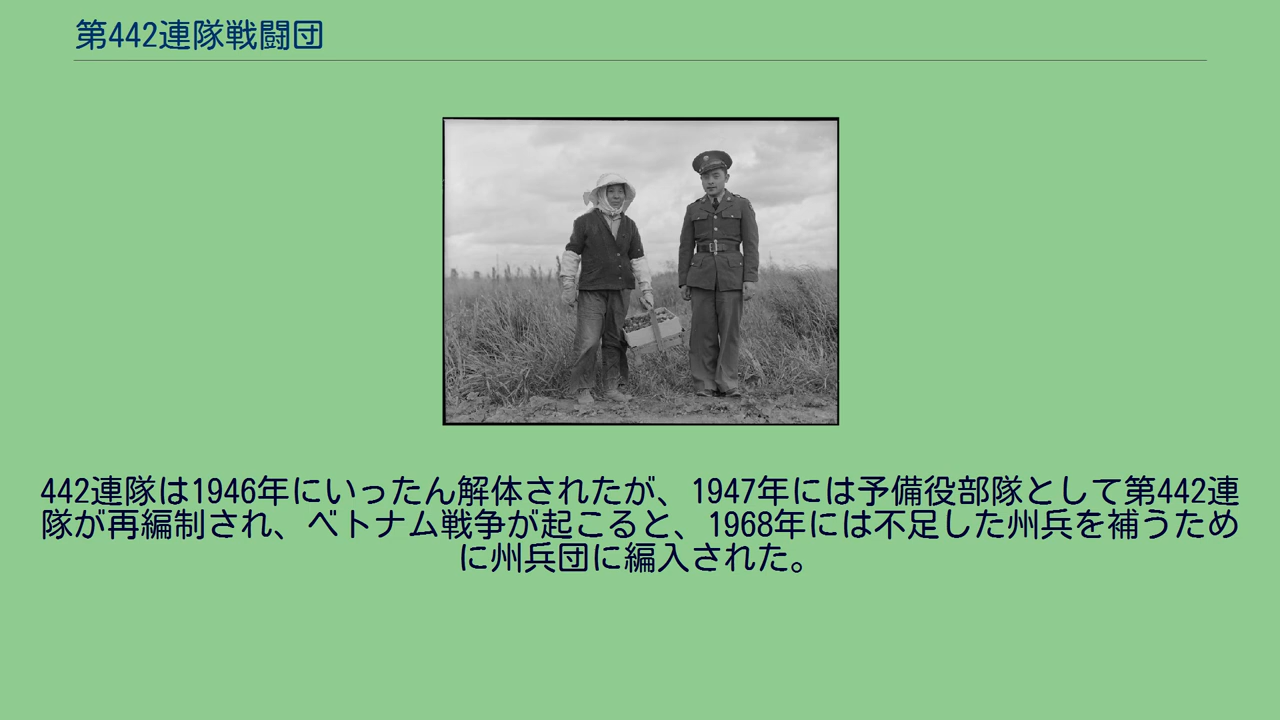 第442連隊戦闘団
442連隊は1946年にいったん解体されたが、1947年には予備役部隊として第442連
隊が再編制され、ベトナム戦争が起こると、1968年には不足した州兵を補うため
に州兵団に編入された。